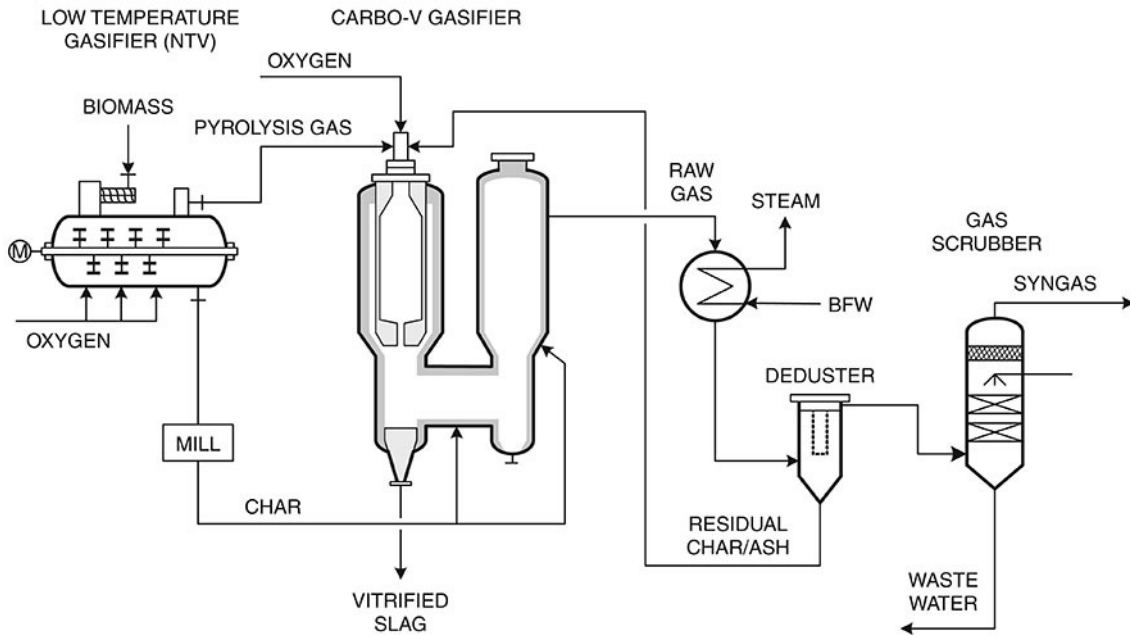 LOW TEMPERATURE
GASIFIER (NTV)
CARBO-V GASIFIER
OXYGEN
BIOMASS
PYROLYSIS GAS
RAW
GAS
STEAM
GAS
SCRUBBER
M
SYNGAS
BFW
OXYGEN
DEDUSTER
MILL
CHAR
RESIDUAL
CHAR/ASH
WASTE
WATER
VITRIFIED
SLAG